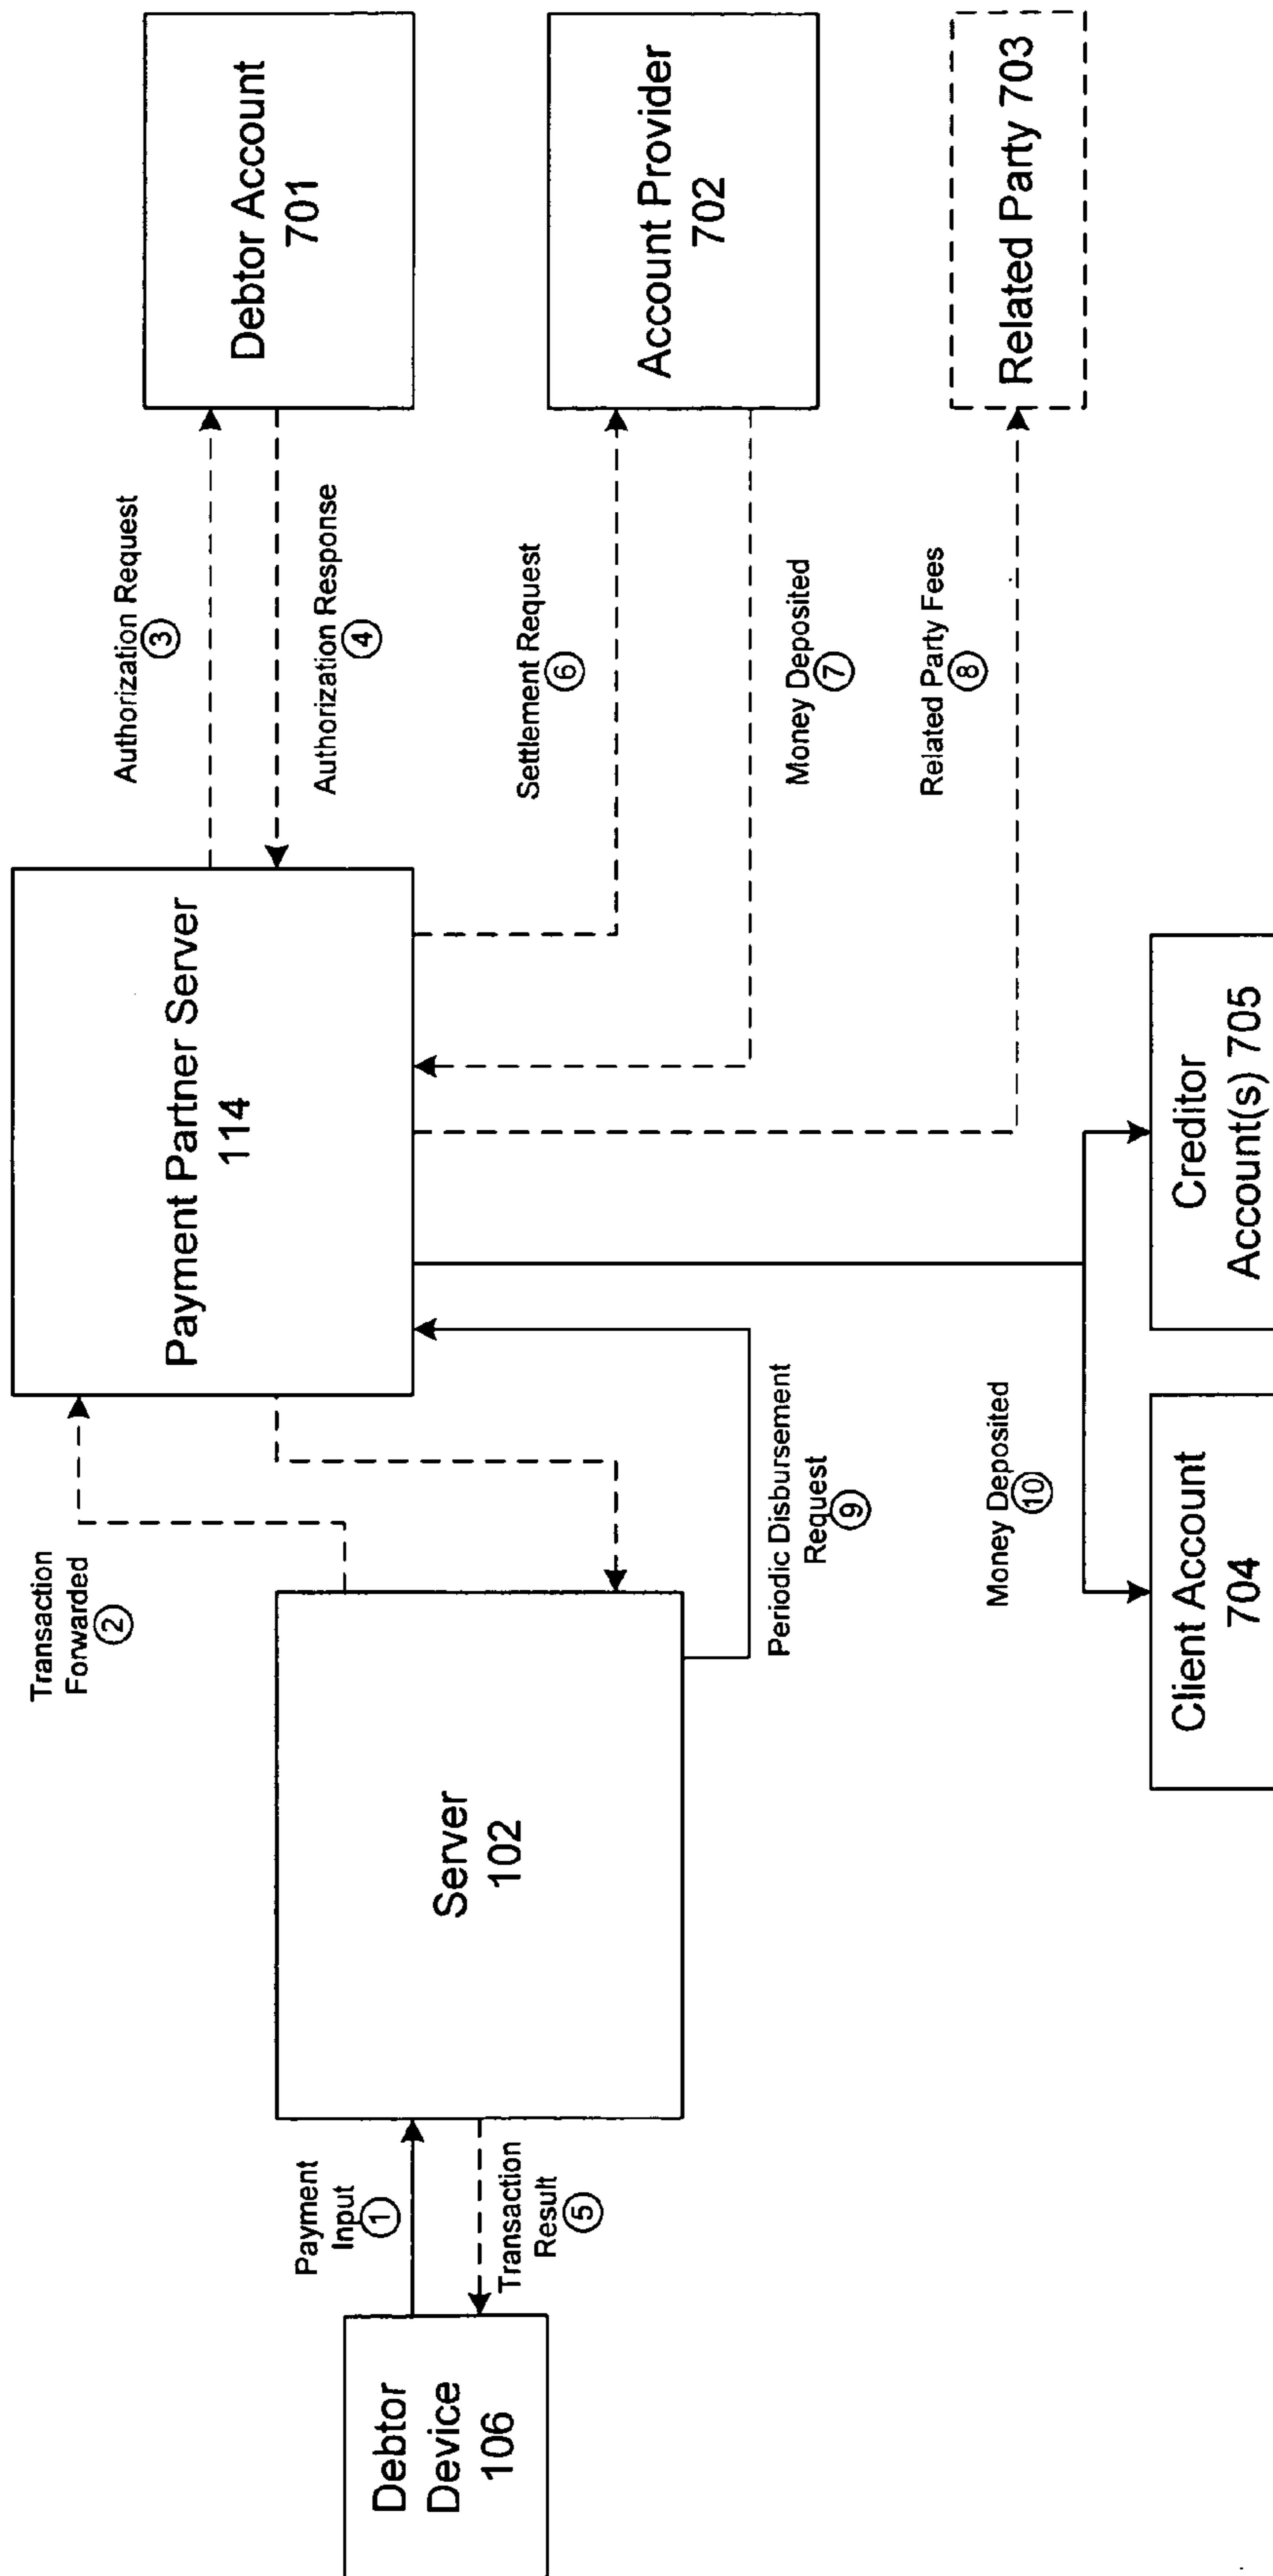 Debtor
Device
106
Payment
Input
1
Transaction
Result
5
Server
102
Transaction
Forwarded
2
Periodic Disbursement
Request
9
Payment Partner Server
114
Authorization Request
3
Authorization Response
4
Debtor Account
701
Settlement Request
6
Money Deposited
7
Account Provider
702
Related Party Fees
8
Related Party 703
Money Deposited
10
Client Account
704
Creditor
Account(s) 705